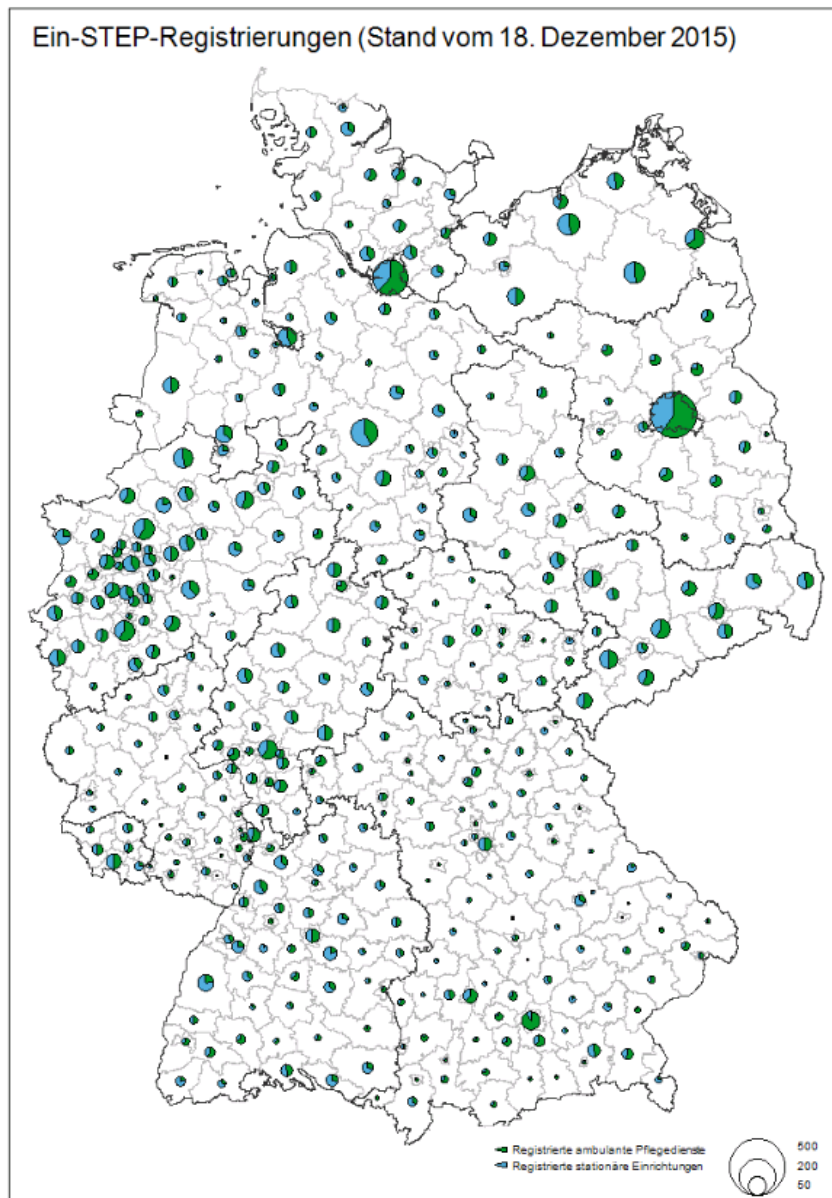 Ein-STEP-Registrierungen (Stand vom 18. Dezember 2015)
Registrierte ambulante Pflegedienste
Registrierte stationäre Einrichtungen
500
200
50